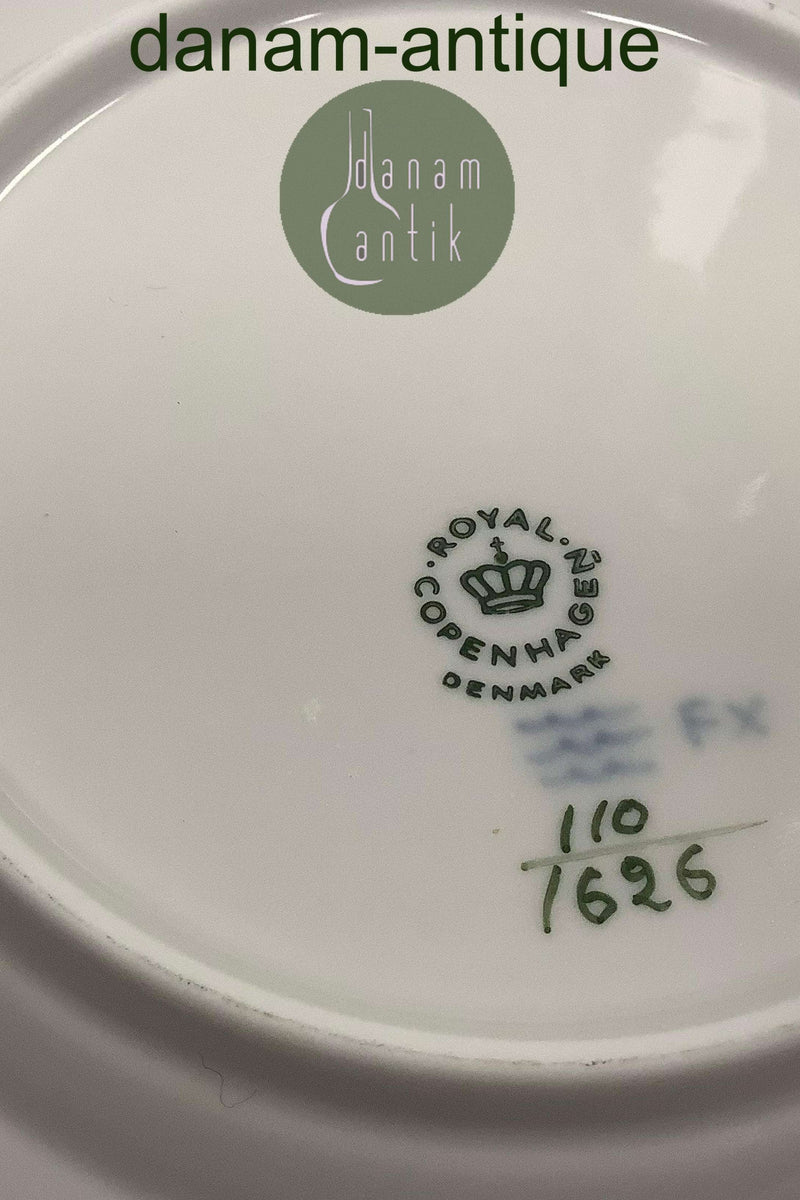 danam-antique
danam
antik
ROYAL
COPENHAGEN
DENMARK
FX
110
1626